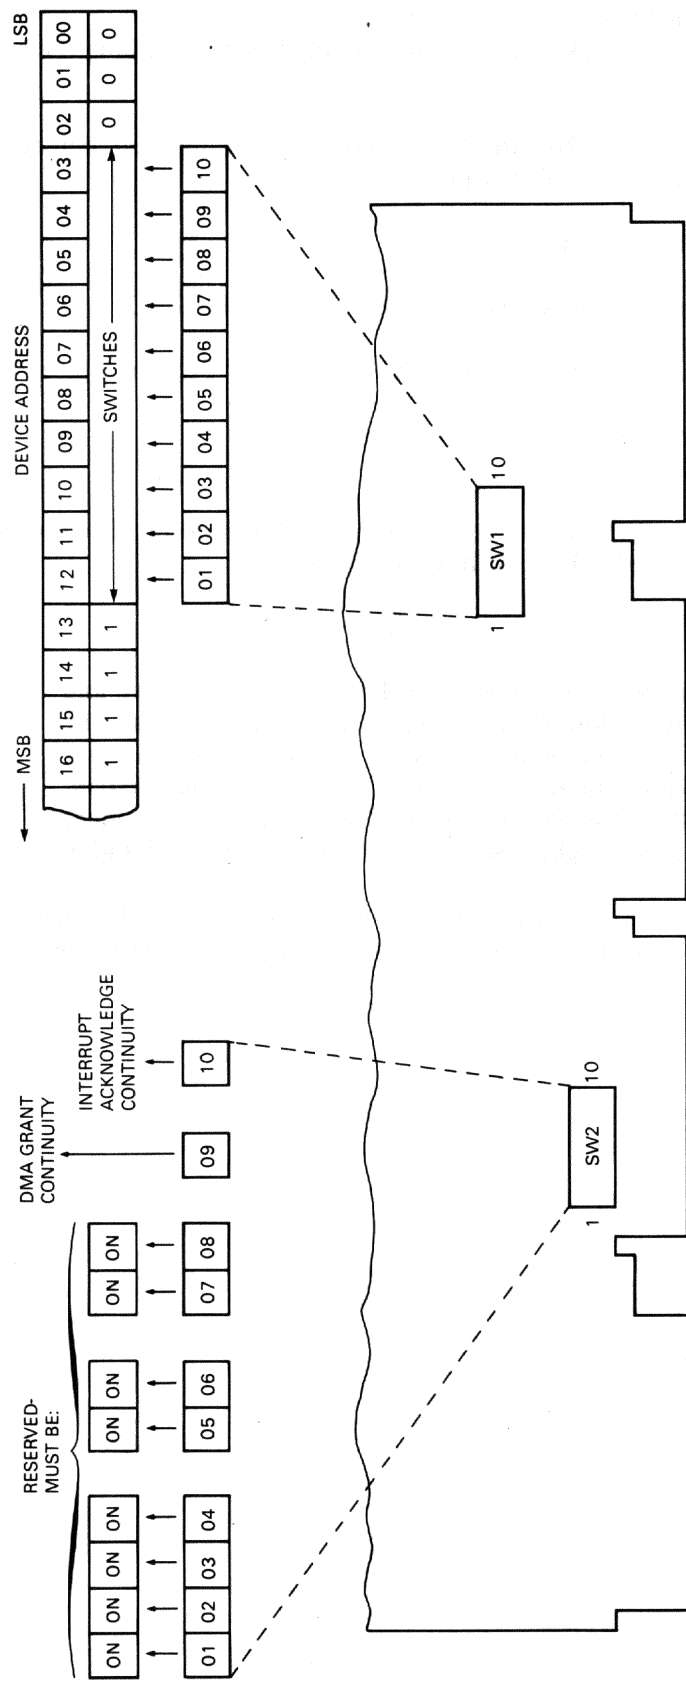 RESERVED-
MUST BE:
DMA GRANT
CONTINUITY
INTERRUPT
ACKNOWLEDGE
CONTINUITY
ON ON ON ON ON ON ON ON
01 02 03 04 05 06 07 08 09 10
MSB DEVICE ADDRESS LSB
16 15 14 13 12 11 10 09 08 07 06 05 04 03 02 01 00
1 1 1 1 SWITCHES 0 0 0
01 02 03 04 05 06 07 08 09 10
1 SW2 10
1 SW1 10